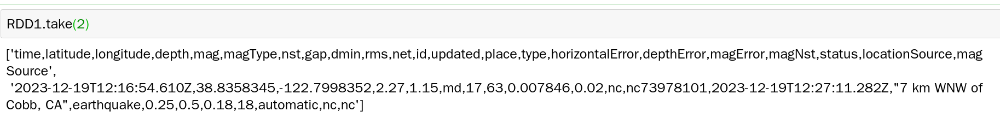 RDD1.take(2)
['time,latitude,longitude,depth,mag,magType,nst,gap,dmin,rms,net,id,updated,place,type,horizontalError,depthError,magError,magNst,status,locationSource,mag
Source',
'2023-12-19T12:16:54.610Z,38.8358345,-122.7998352,2.27,1.15,md,17,63,0.007846,0.02,nc,nc73978101,2023-12-19T12:27:11.282Z,"7 km WNW of
Cobb, CA",earthquake,0.25,0.5,0.18,18,automatic,nc,nc']